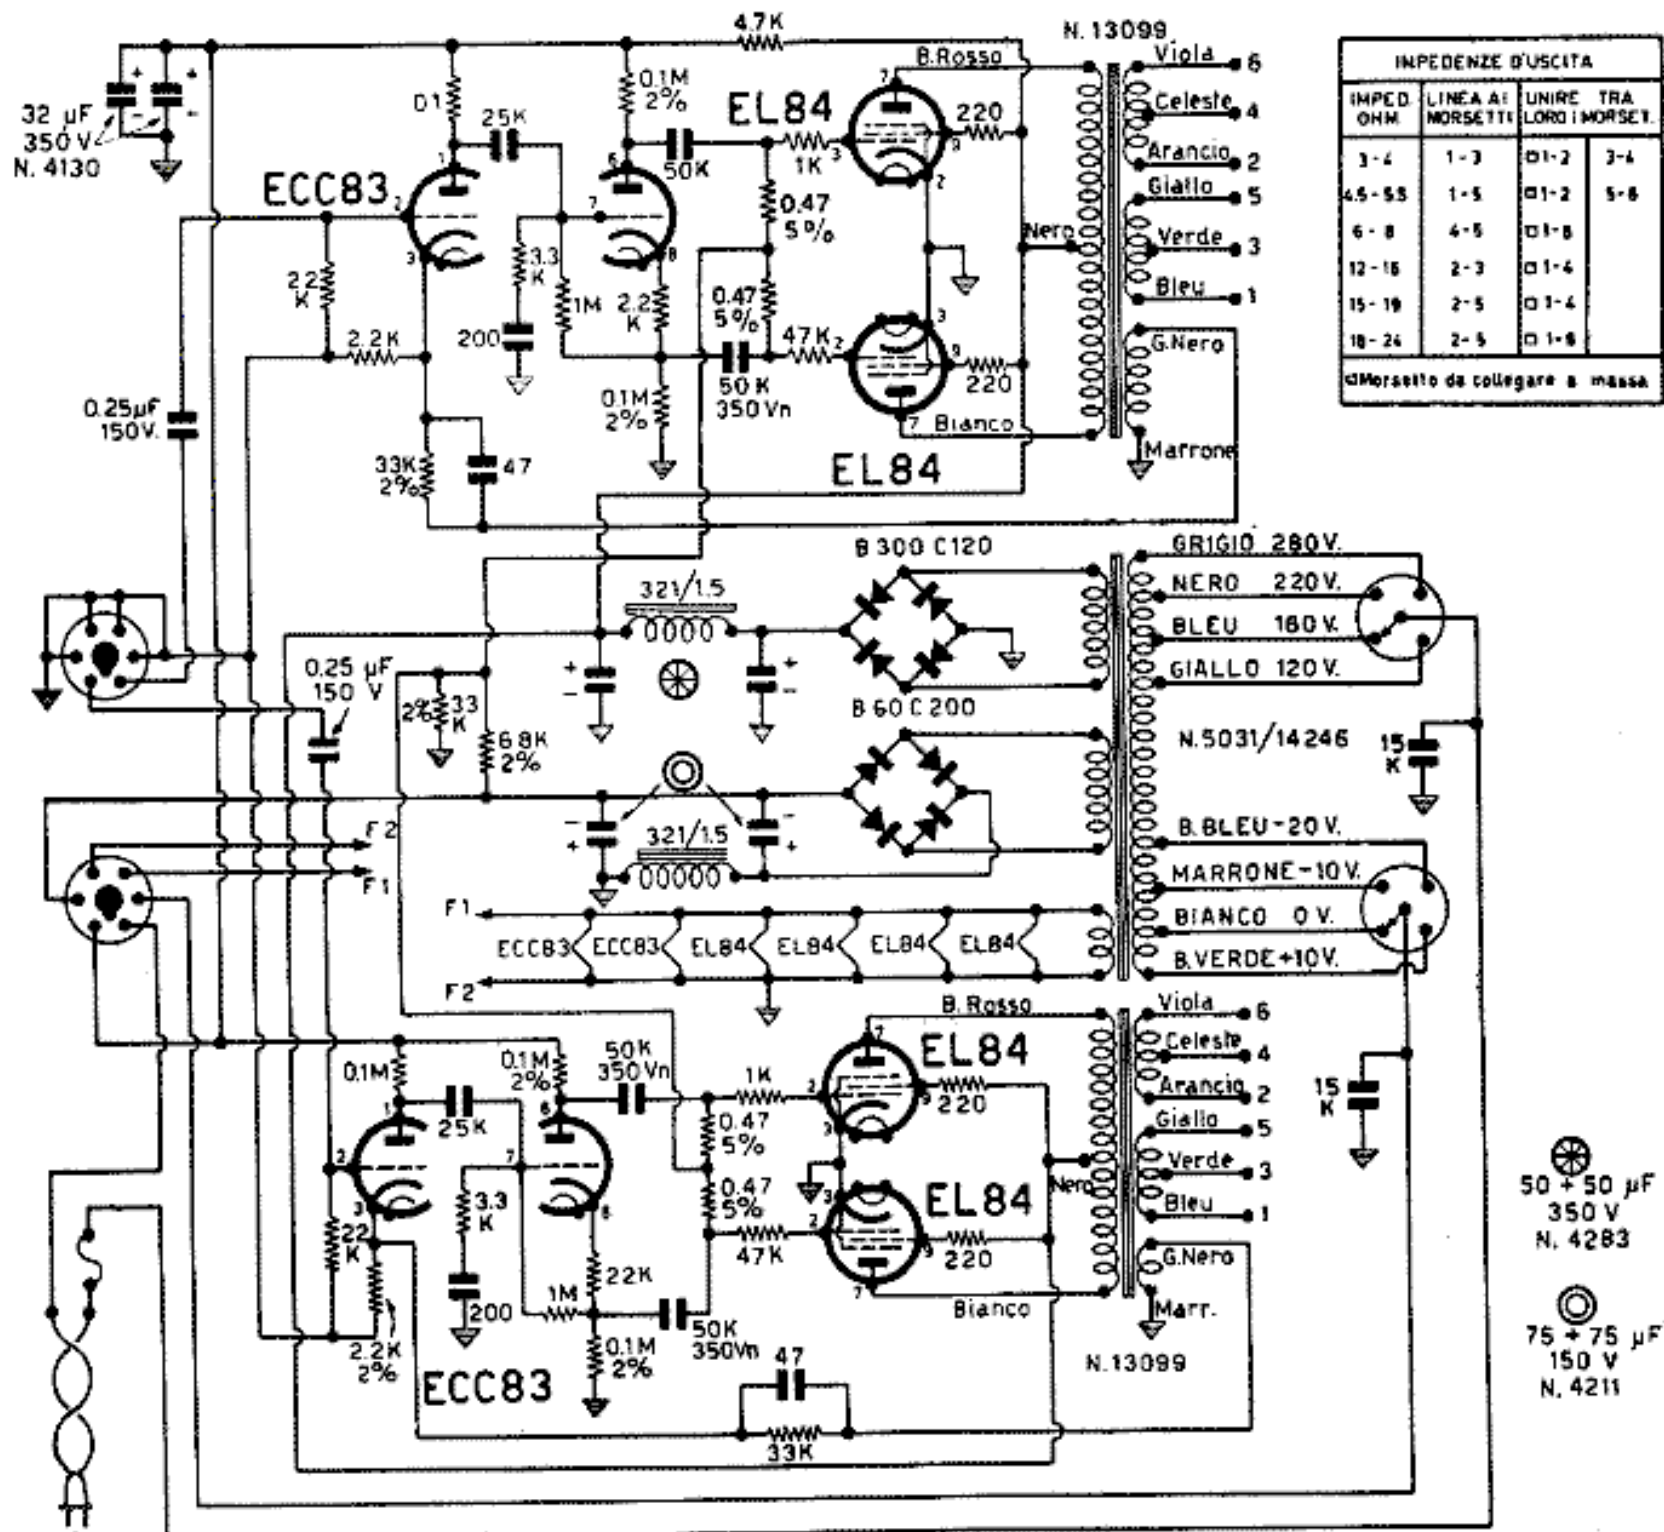 4.7K
N. 13099
32 µF
350 V
N. 4130
0.1
25K
0.1M
2%
50K
EL84
1K
B.Rosso
220
Viola 6
Celeste 4
Arancio 2
Giallo 5
Verde 3
Bleu 1
Nero
G.Nero
Marrone
IMPEDENZE D'USCITA
IMPED. OHM
LINEA AI MORSETTI
UNIRE TRA LORO I MORSET.
3-4 1-3 1-2 3-4
4.5-5.5 1-5 1-2 5-6
6-8 4-5 1-6
12-16 2-3 1-4
15-19 2-5 1-4
18-24 2-5 1-6
Morsetto da collegare a massa
ECC83
22
K
2.2K
3.3
K
200
1M
2.2
K
0.47
5%
0.47
5%
47K
220
50 K
350 Vn
0.1M
2%
Bianco
EL84
0.25µF
150V.
33K
2%
47
B 300 C120
321/1.5
B 60 C 200
GRIGIO 280V.
NERO 220V.
BLEU 160V.
GIALLO 120V.
0.25 µF
150 V
2% 33
K
6.8K
2%
N.5031/14246
15
K
321/1.5
F2
F1
B.BLEU-20V.
MARRONE-10V.
BIANCO 0V.
B.VERDE+10V.
F1
ECC83 ECC83 EL84 EL84 EL84 EL84
F2
B. Rosso
Viola 6
Celeste 4
Arancio 2
Giallo 5
Verde 3
Bleu 1
Nero
G.Nero
Marr.
0.1M
0.1M
2%
50K
350Vn
25K
1K
EL84
220
0.47
5%
0.47
5%
EL84
47K
220
15
K
22
K
3.3
K
200
22K
1M
50K
350Vn
0.1M
2%
2.2K
2%
ECC83
Bianco
N.13099
47
33K
50 + 50 µF
350 V
N. 4283
75 + 75 µF
150 V
N. 4211